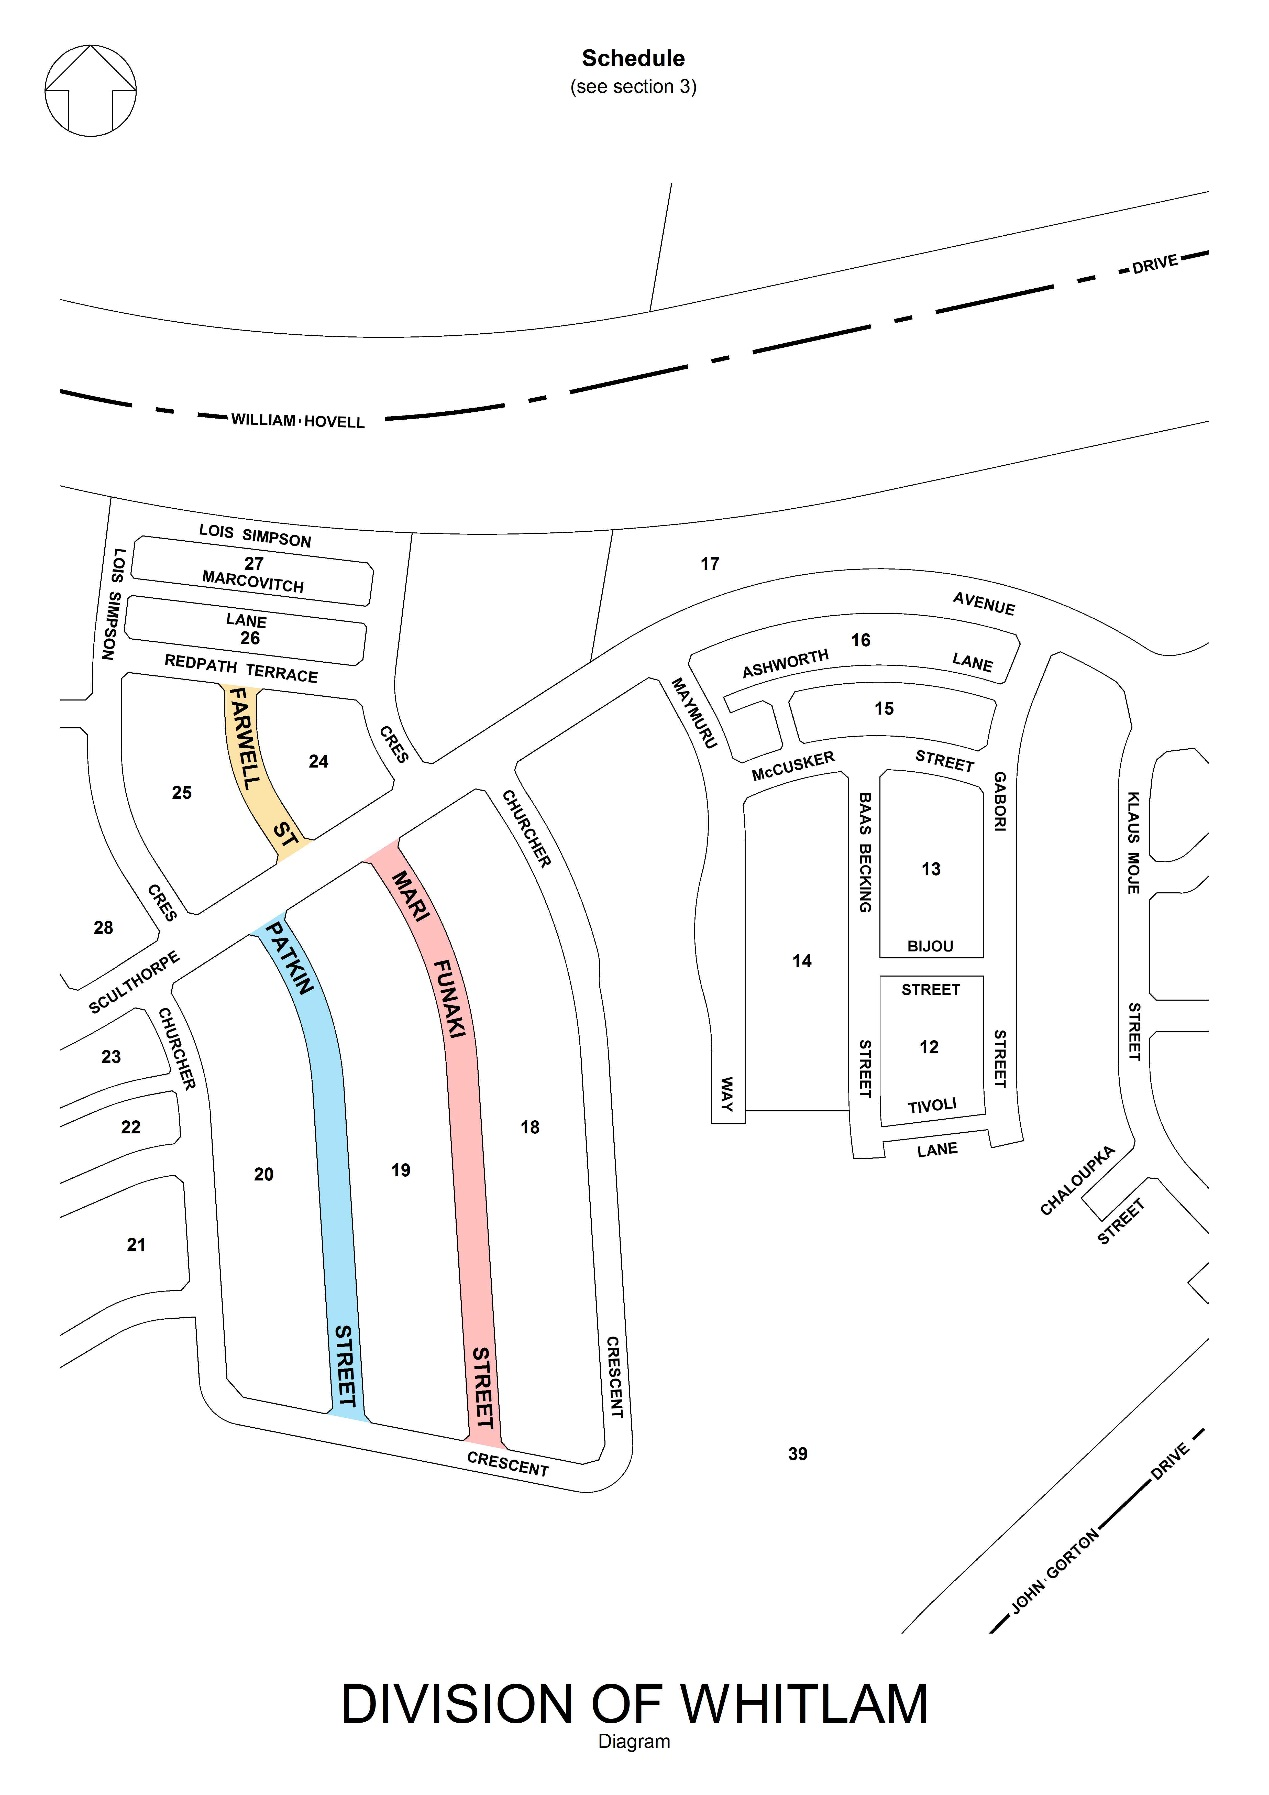 Schedule
(see section 3)
DRIVE
WILLIAM HOVELL
LOIS SIMPSON
LOIS SIMPSON
27
MARCOVITCH
LANE
26
REDPATH TERRACE
17
AVENUE
16
ASHWORTH
LANE
15
MAYMURU
McCUSKER
STREET
FARWELL
ST
24
CRES
25
CHURCHER
BAAS BECKING
GABORI
KLAUS MOJE
13
MARI
FUNAKI
CRES
28
PATKIN
BIJOU
14
SCULTHORPE
STREET
CHURCHER
23
12
STREET
STREET
STREET
WAY
TIVOLI
22
18
LANE
20
19
CHALOUPKA
STREET
21
STREET
STREET
CRESCENT
CRESCENT
39
DRIVE
JOHN GORTON
DIVISION OF WHITLAM
Diagram